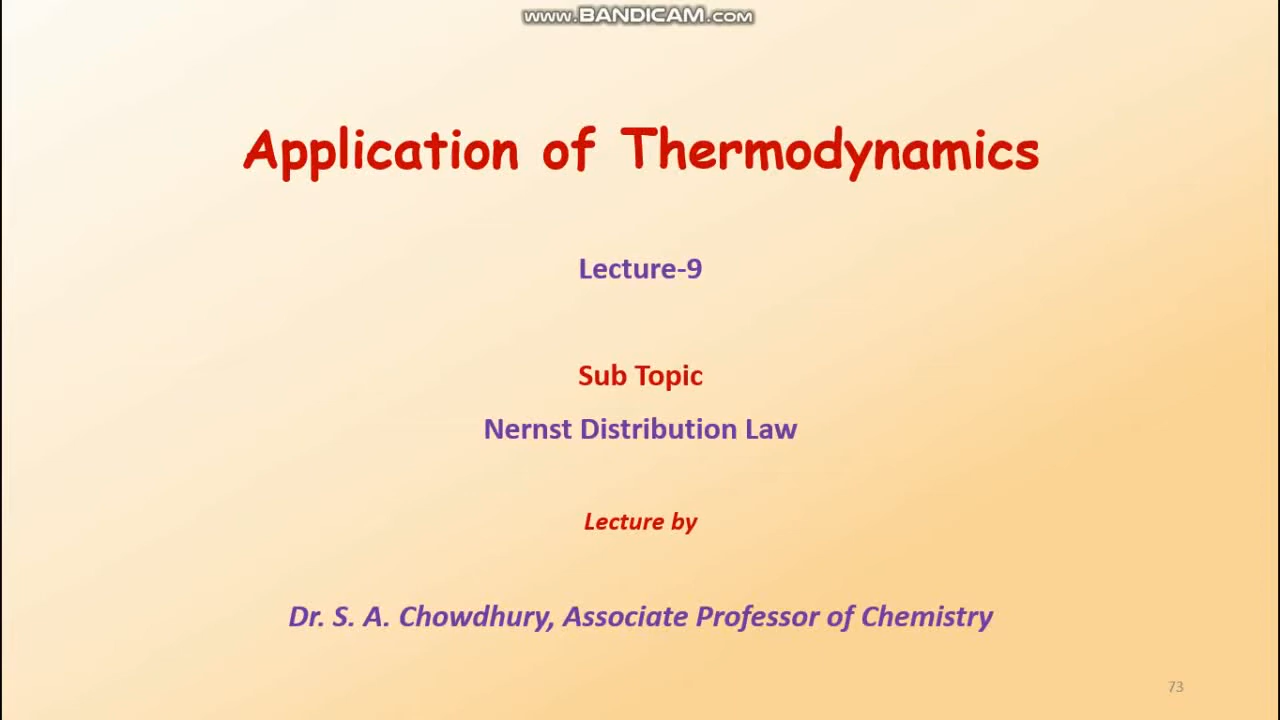 www.BANDICAM.com
Application of Thermodynamics
Lecture-9
Sub Topic
Nernst Distribution Law
Lecture by
Dr. S. A. Chowdhury, Associate Professor of Chemistry
73